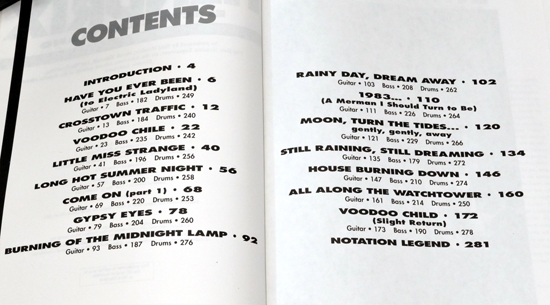 CONTENTS
INTRODUCTION • 4
HAVE YOU EVER BEEN • 6
(to Electric Ladyland)
Guitar • 7 Bass • 182 Drums • 249
CROSSTOWN TRAFFIC • 12
Guitar • 13 Bass • 184 Drums • 240
VOODOO CHILE • 22
Guitar • 23 Bass • 235 Drums • 242
LITTLE MISS STRANGE • 40
Guitar • 41 Bass • 196 Drums • 256
LONG HOT SUMMER NIGHT • 56
Guitar • 57 Bass • 200 Drums • 258
COME ON (part 1) • 68
Guitar • 69 Bass • 220 Drums • 253
GYPSY EYES • 78
Guitar • 79 Bass • 204 Drums • 260
BURNING OF THE MIDNIGHT LAMP • 92
Guitar • 93 Bass • 187 Drums • 276
RAINY DAY, DREAM AWAY • 102
Guitar • 103 Bass • 208 Drums • 262
1983... • 110
(A Merman I Should Turn to Be)
Guitar • 111 Bass • 226 Drums • 264
MOON, TURN THE TIDES... • 120
gently, gently, away
Guitar • 121 Bass • 229 Drums • 266
STILL RAINING, STILL DREAMING • 134
Guitar • 135 Bass • 179 Drums • 272
HOUSE BURNING DOWN • 146
Guitar • 147 Bass • 210 Drums • 274
ALL ALONG THE WATCHTOWER • 160
Guitar • 161 Bass • 214 Drums • 250
VOODOO CHILD • 172
(Slight Return)
Guitar • 173 Bass • 190 Drums • 278
NOTATION LEGEND • 281